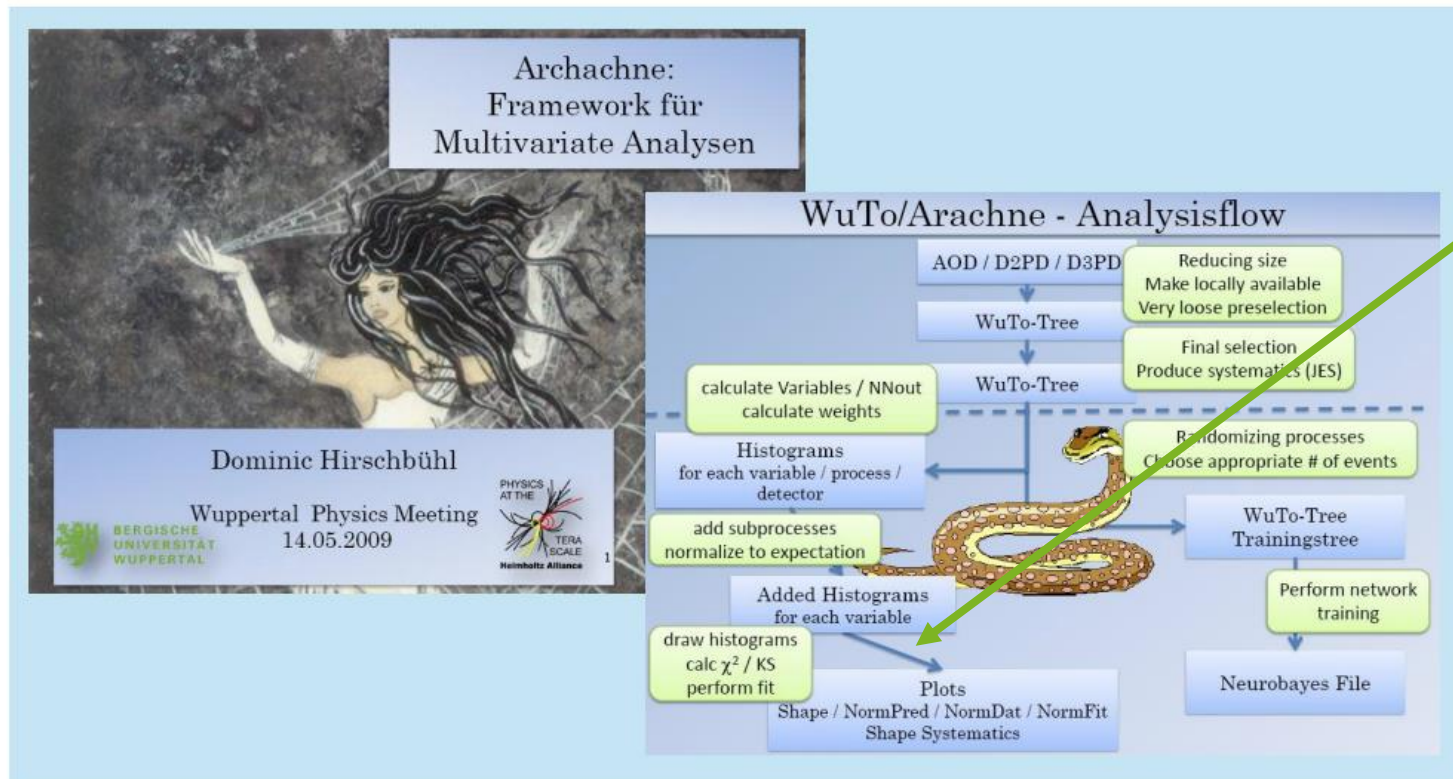 Archachne:
Framework für
Multivariate Analysen
Dominic Hirschbühl
Wuppertal Physics Meeting
14.05.2009
BERGISCHE
UNIVERSITÄT
WUPPERTAL
PHYSICS
AT THE
TERA
SCALE
Helmholtz Alliance
1
WuTo/Arachne - Analysisflow
AOD / D2PD / D3PD
Reducing size
Make locally available
Very loose preselection
WuTo-Tree
Final selection
Produce systematics (JES)
WuTo-Tree
calculate Variables / NNout
calculate weights
Histograms
for each variable / process /
detector
Randomizing processes
Choose appropriate # of events
add subprocesses
normalize to expectation
WuTo-Tree
Trainingstree
Added Histograms
for each variable
Perform network
training
draw histograms
calc χ² / KS
perform fit
Neurobayes File
Plots
Shape / NormPred / NormDat / NormFit
Shape Systematics